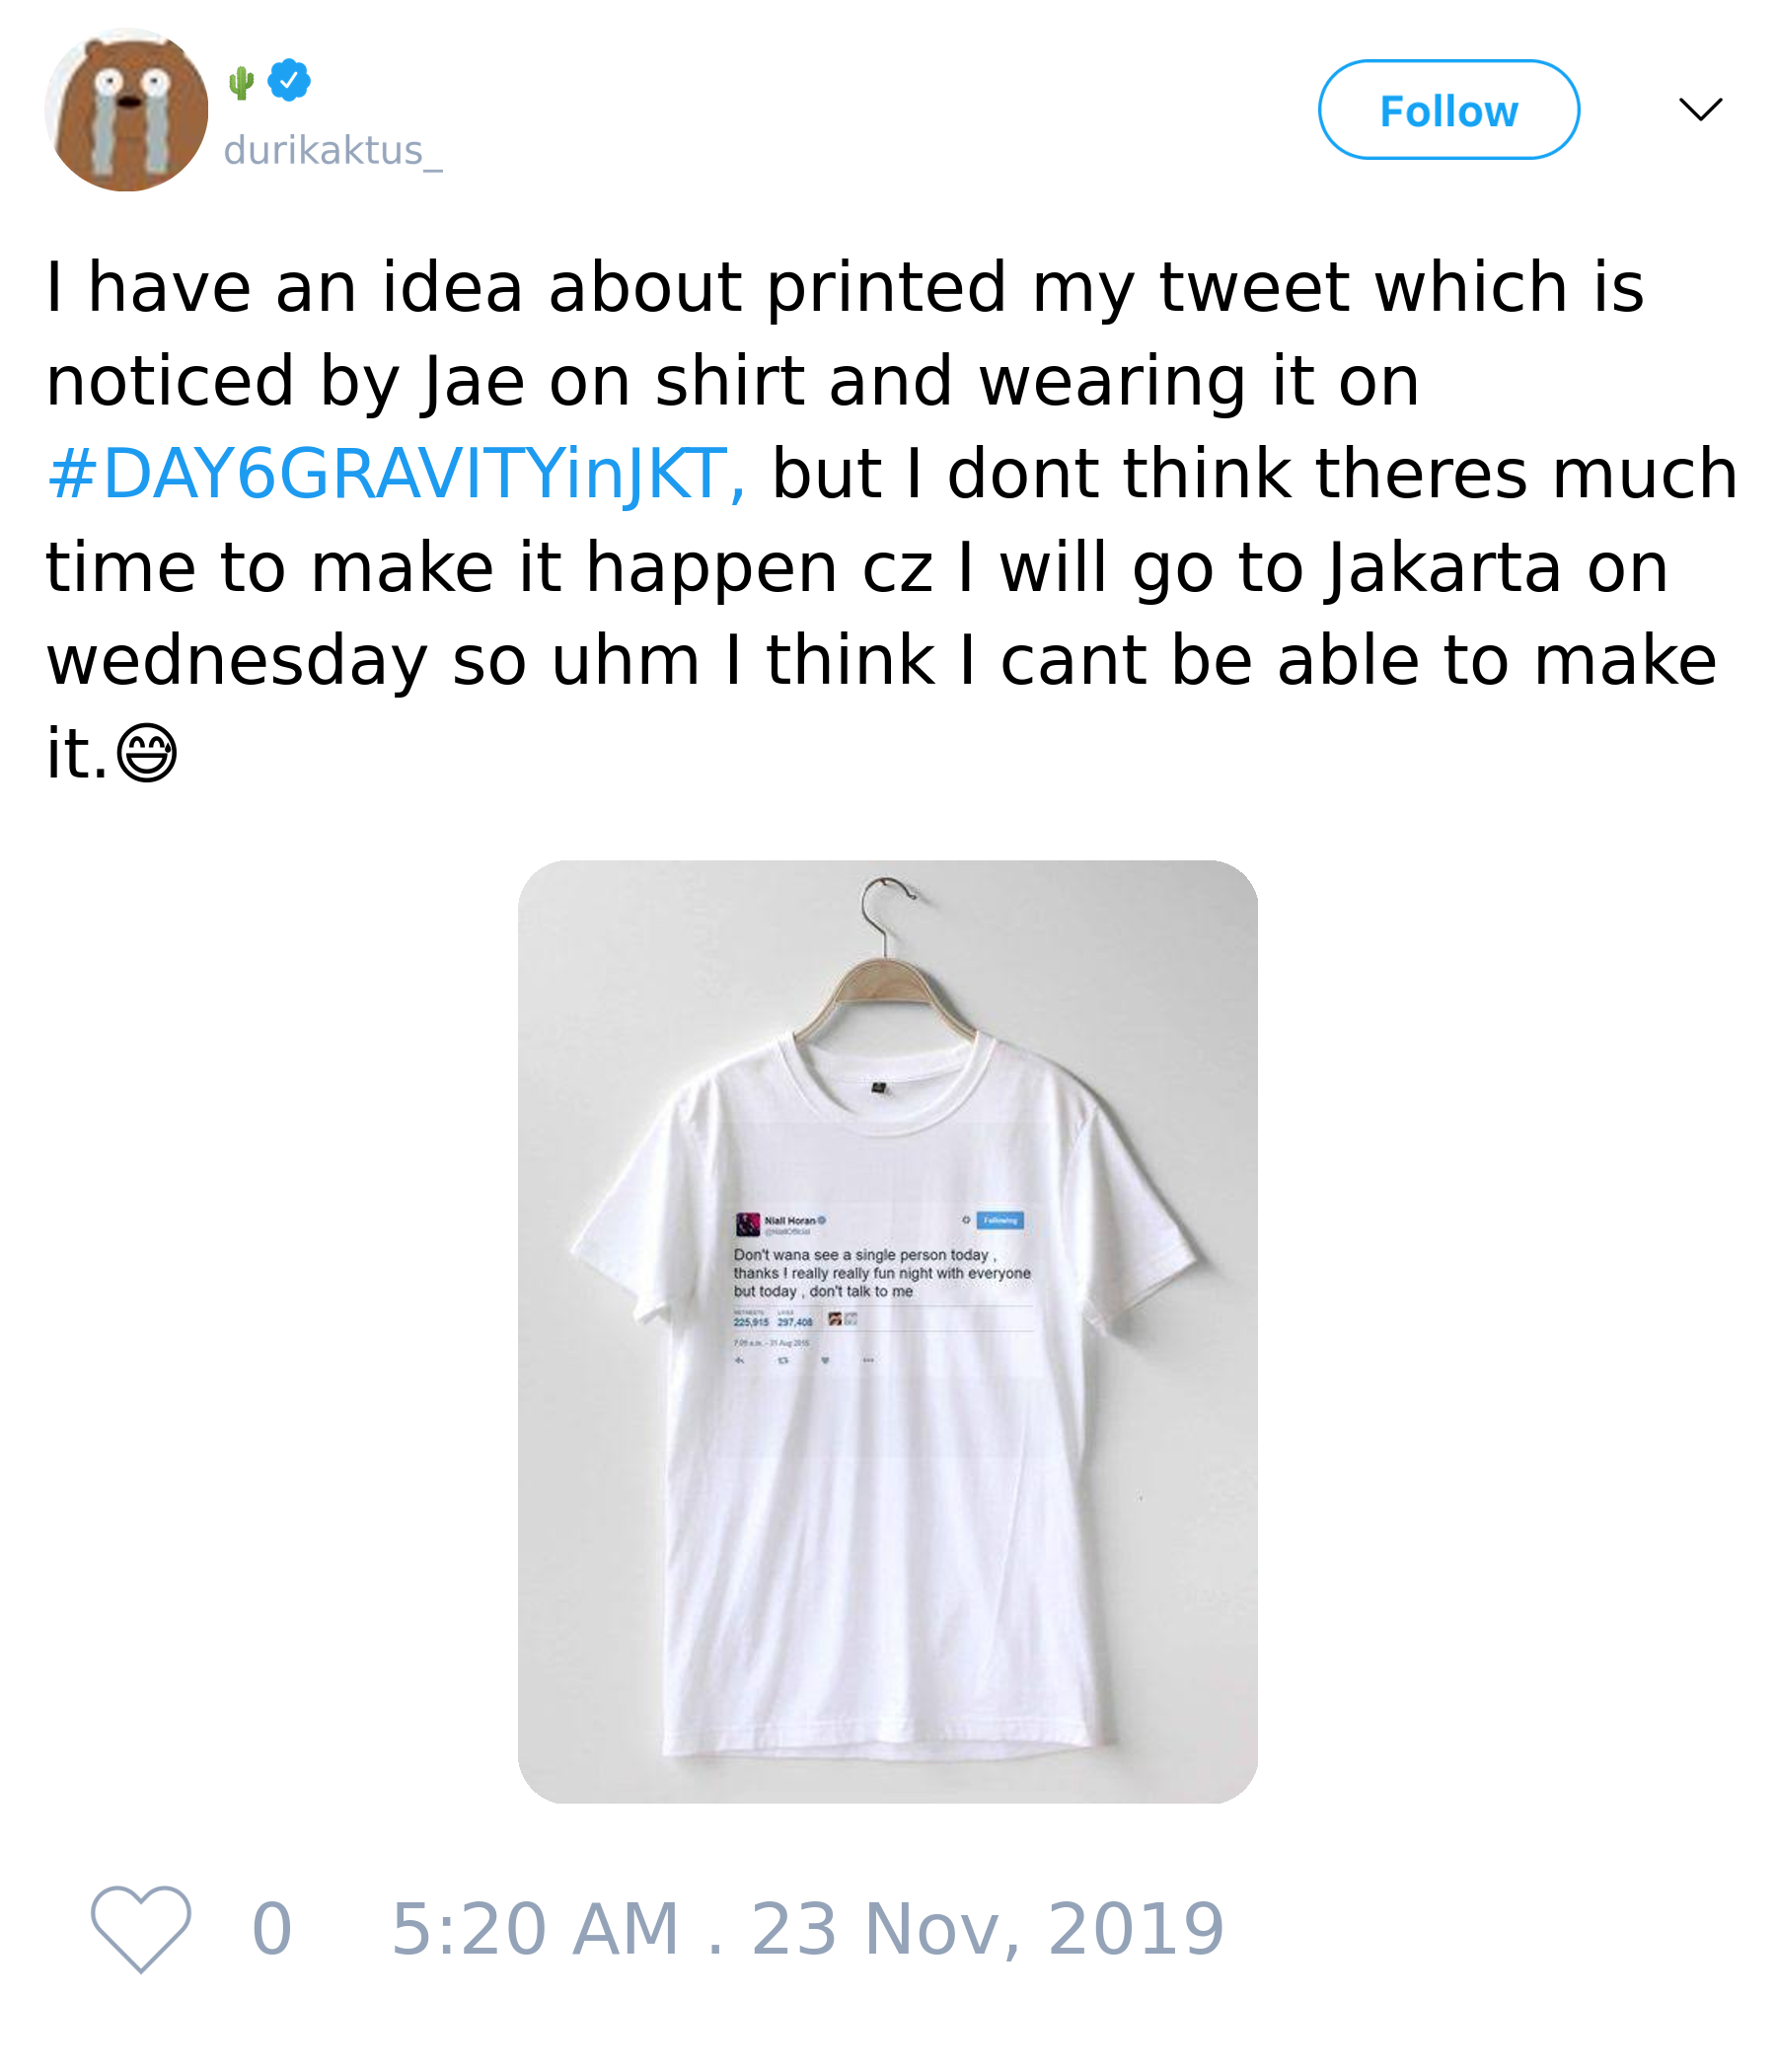 🌵
durikaktus_
Follow
I have an idea about printed my tweet which is
noticed by Jae on shirt and wearing it on
#DAY6GRAVITYinJKT, but I dont think theres much
time to make it happen cz I will go to Jakarta on
wednesday so uhm I think I cant be able to make
it.😅
Niall Horan
@NiallOfficial
Following
Don't wana see a single person today ,
thanks ! really really fun night with everyone
but today , don't talk to me
RETWEETS LIKES
225,915 297,408
0 5:20 AM . 23 Nov, 2019